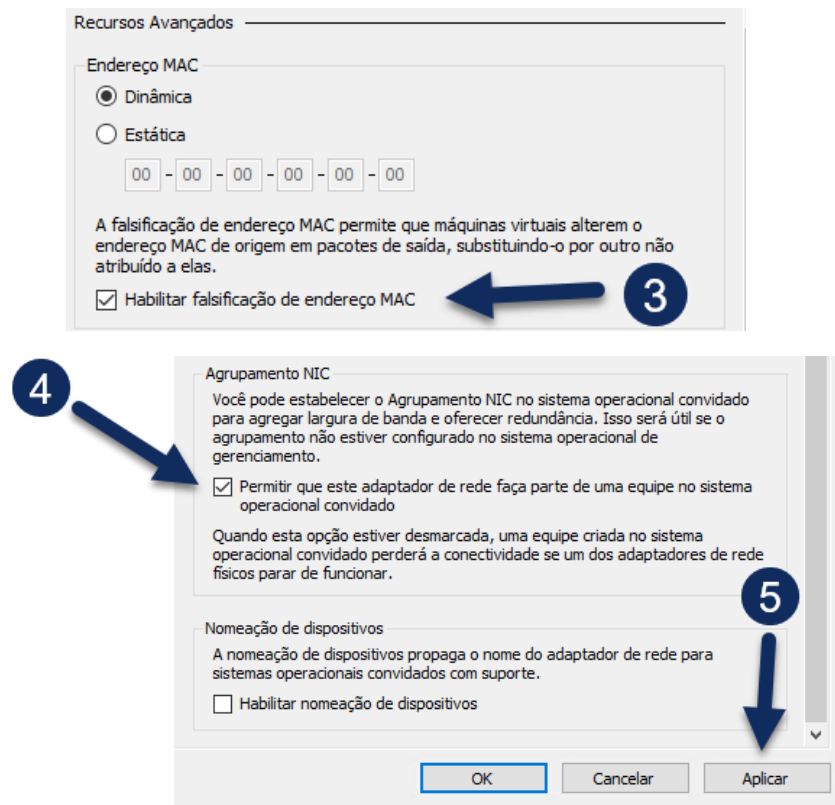 Recursos Avançados
Endereço MAC
Dinâmica
Estática
00 - 00 - 00 - 00 - 00 - 00
A falsificação de endereço MAC permite que máquinas virtuais alterem o
endereço MAC de origem em pacotes de saída, substituindo-o por outro não
atribuído a elas.
Habilitar falsificação de endereço MAC
3
4
Agrupamento NIC
Você pode estabelecer o Agrupamento NIC no sistema operacional convidado
para agregar largura de banda e oferecer redundância. Isso será útil se o
agrupamento não estiver configurado no sistema operacional de
gerenciamento.
Permitir que este adaptador de rede faça parte de uma equipe no sistema
operacional convidado
Quando esta opção estiver desmarcada, uma equipe criada no sistema
operacional convidado perderá a conectividade se um dos adaptadores de rede
físicos parar de funcionar.
5
Nomeação de dispositivos
A nomeação de dispositivos propaga o nome do adaptador de rede para
sistemas operacionais convidados com suporte.
Habilitar nomeação de dispositivos
OK Cancelar Aplicar